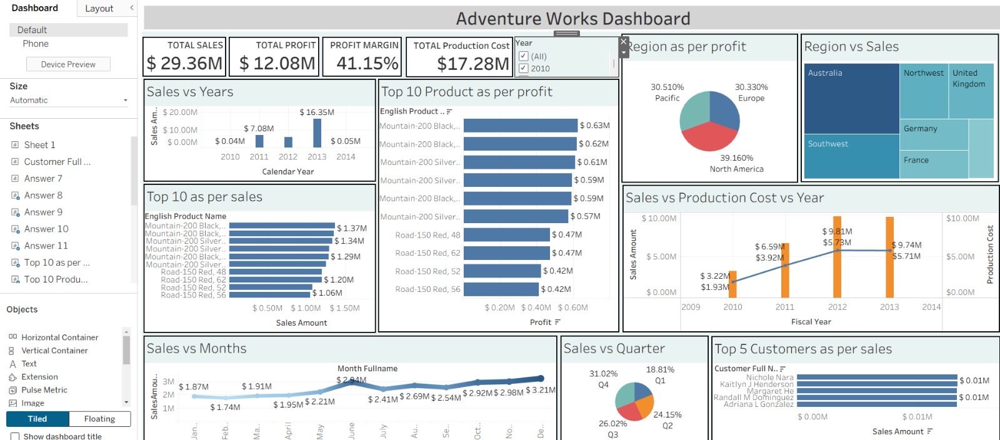 Dashboard
Layout
Default
Phone
Device Preview
Size
Automatic
Sheets
Sheet 1
Customer Full ...
Answer 7
Answer 8
Answer 9
Answer 10
Answer 11
Top 10 as per ...
Top 10 Produ...
Objects
Horizontal Container
Vertical Container
Text
Extension
Pulse Metric
Image
Tiled
Floating
Show dashboard title
Adventure Works Dashboard
TOTAL SALES
$ 29.36M
TOTAL PROFIT
$ 12.08M
PROFIT MARGIN
41.15%
TOTAL Production Cost
$17.28M
Year
(All)
2010
Sales vs Years
Sales Am..
$ 20.00M
$ 10.00M
$ 0.00M
$ 0.04M
$ 7.08M
$ 16.35M
$ 0.05M
2010 2011 2012 2013 2014
Calendar Year
Top 10 as per sales
English Product Name
Mountain-200 Black,..
$ 1.37M
Mountain-200 Black,..
Mountain-200 Silver..
$ 1.34M
Mountain-200 Silver..
Mountain-200 Black,..
$ 1.29M
Mountain-200 Silver..
Road-150 Red, 48
Road-150 Red, 62
$ 1.20M
Road-150 Red, 52
Road-150 Red, 56
$ 1.06M
$ 0.50M $ 1.00M $ 1.50M
Sales Amount
Top 10 Product as per profit
English Product ..
Mountain-200 Black,.. $ 0.63M
Mountain-200 Black,.. $ 0.62M
Mountain-200 Silver.. $ 0.61M
Mountain-200 Silver.. $ 0.59M
Mountain-200 Black,.. $ 0.59M
Mountain-200 Silver.. $ 0.57M
Road-150 Red, 48 $ 0.47M
Road-150 Red, 62 $ 0.47M
Road-150 Red, 52 $ 0.42M
Road-150 Red, 56 $ 0.42M
$ 0.20M $ 0.40M $ 0.60M
Profit
Region as per profit
30.510%
Pacific
30.330%
Europe
39.160%
North America
Region vs Sales
Australia
Southwest
Northwest
United
Kingdom
Germany
France
Sales vs Production Cost vs Year
Sales Amount
$ 10.00M
$ 5.00M
$ 0.00M
$ 3.22M
$1.93M
$ 6.59M
$3.92M
$ 9.81M
$5.73M
$ 9.74M
$5.71M
$10.00M
$5.00M
$0.00M
Production Cost
2009 2010 2011 2012 2013 2014
Fiscal Year
Sales vs Months
Month Fullname
SalesAmou..
3M
2M
1M
$ 1.87M
$ 1.74M
$ 1.91M
$ 1.95M
$ 2.21M
$ 2.94M
$ 2.41M
$ 2.69M
$ 2.54M
$ 2.92M
$ 2.98M
$ 3.21M
Jan..
Feb..
Ma..
April
May
June
July
Au..
Se..
Oct..
No..
De..
Sales vs Quarter
31.02%
Q4
18.81%
Q1
24.15%
Q2
26.02%
Q3
Top 5 Customers as per sales
Customer Full N..
Nichole Nara
$ 0.01M
Kaitlyn J Henderson
Margaret He
Randall M Dominguez
$ 0.01M
Adriana L Gonzalez
$ 0.00M $ 0.01M
Sales Amount